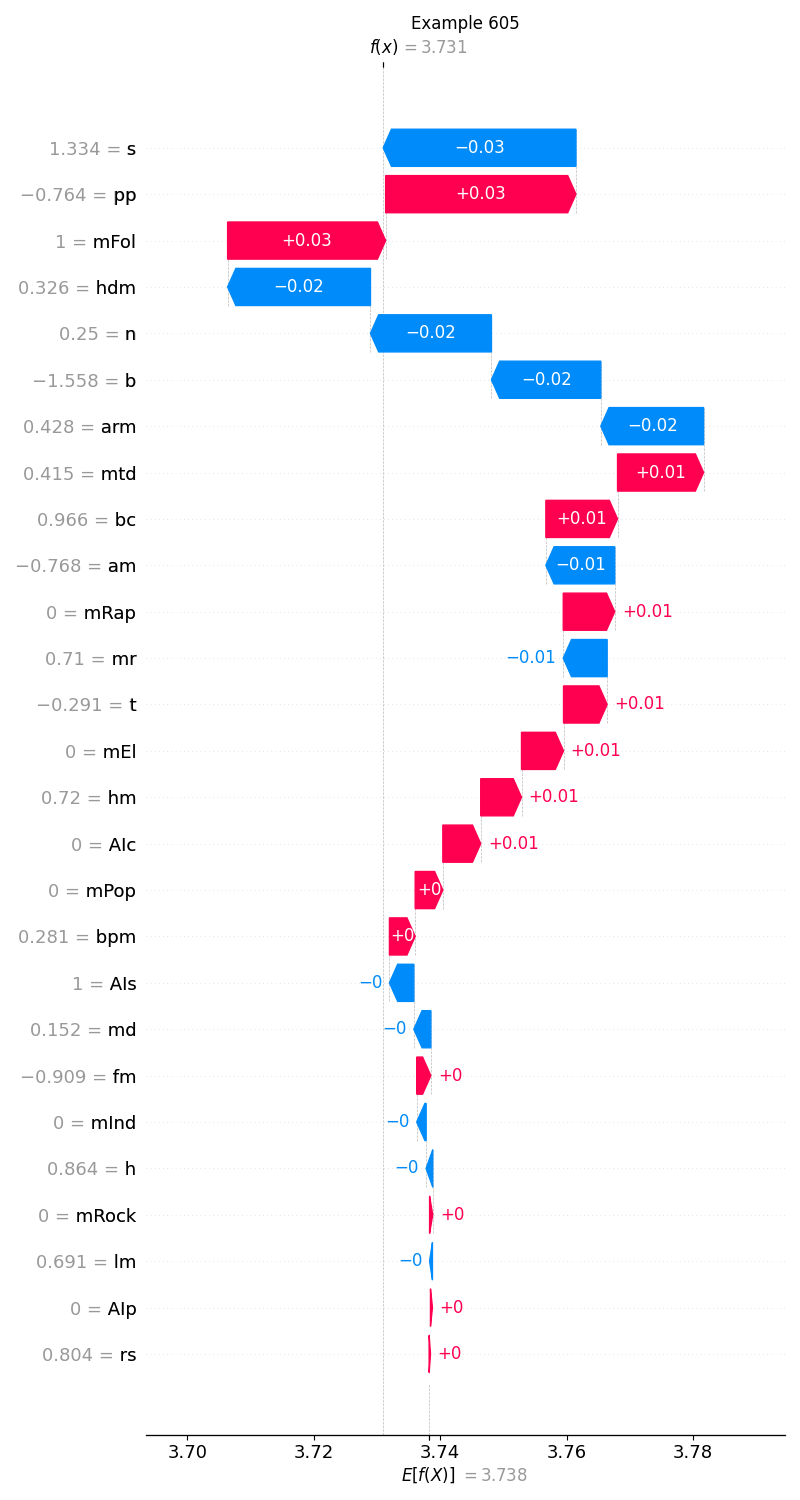 Example 605
f(x) = 3.731
1.334 = s −0.03
−0.764 = pp +0.03
1 = mFol +0.03
0.326 = hdm −0.02
0.25 = n −0.02
−1.558 = b −0.02
0.428 = arm −0.02
0.415 = mtd +0.01
0.966 = bc +0.01
−0.768 = am −0.01
0 = mRap +0.01
0.71 = mr −0.01
−0.291 = t +0.01
0 = mEl +0.01
0.72 = hm +0.01
0 = AIc +0.01
0 = mPop +0
0.281 = bpm +0
1 = AIs −0
0.152 = md −0
−0.909 = fm +0
0 = mInd −0
0.864 = h −0
0 = mRock +0
0.691 = lm −0
0 = AIp +0
0.804 = rs +0
3.70 3.72 3.74 3.76 3.78
E[f(X)] = 3.738